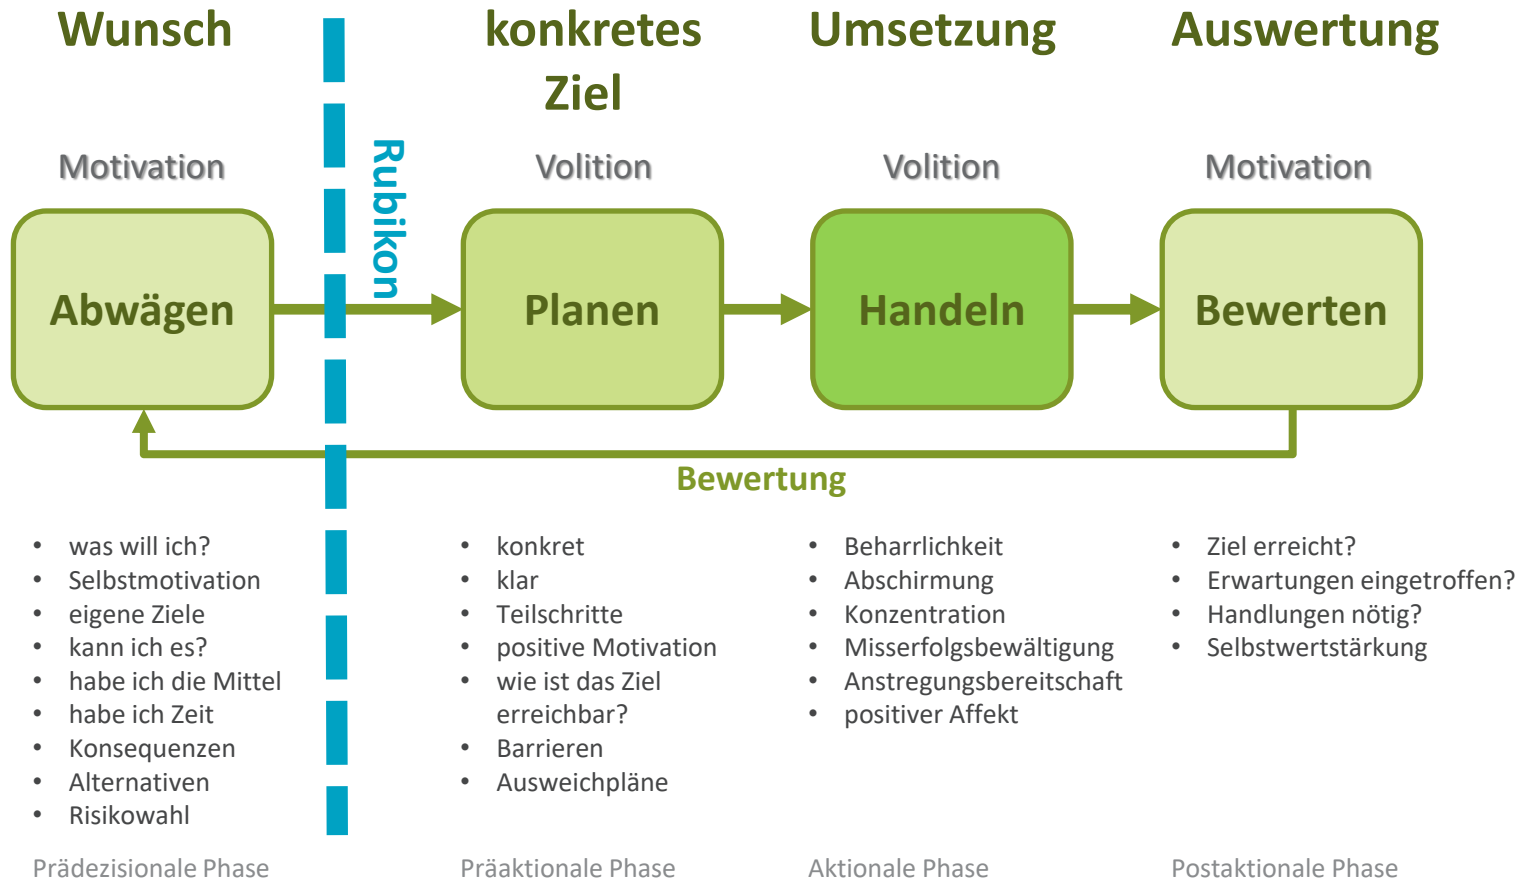 Wunsch
konkretes
Ziel
Umsetzung
Auswertung
Motivation
Rubikon
Volition
Volition
Motivation
Abwägen
Planen
Handeln
Bewerten
Bewertung
• was will ich?
• Selbstmotivation
• eigene Ziele
• kann ich es?
• habe ich die Mittel
• habe ich Zeit
• Konsequenzen
• Alternativen
• Risikowahl
• konkret
• klar
• Teilschritte
• positive Motivation
• wie ist das Ziel
erreichbar?
• Barrieren
• Ausweichpläne
• Beharrlichkeit
• Abschirmung
• Konzentration
• Misserfolgsbewältigung
• Anstregungsbereitschaft
• positiver Affekt
• Ziel erreicht?
• Erwartungen eingetroffen?
• Handlungen nötig?
• Selbstwertstärkung
Prädezisionale Phase
Präaktionale Phase
Aktionale Phase
Postaktionale Phase